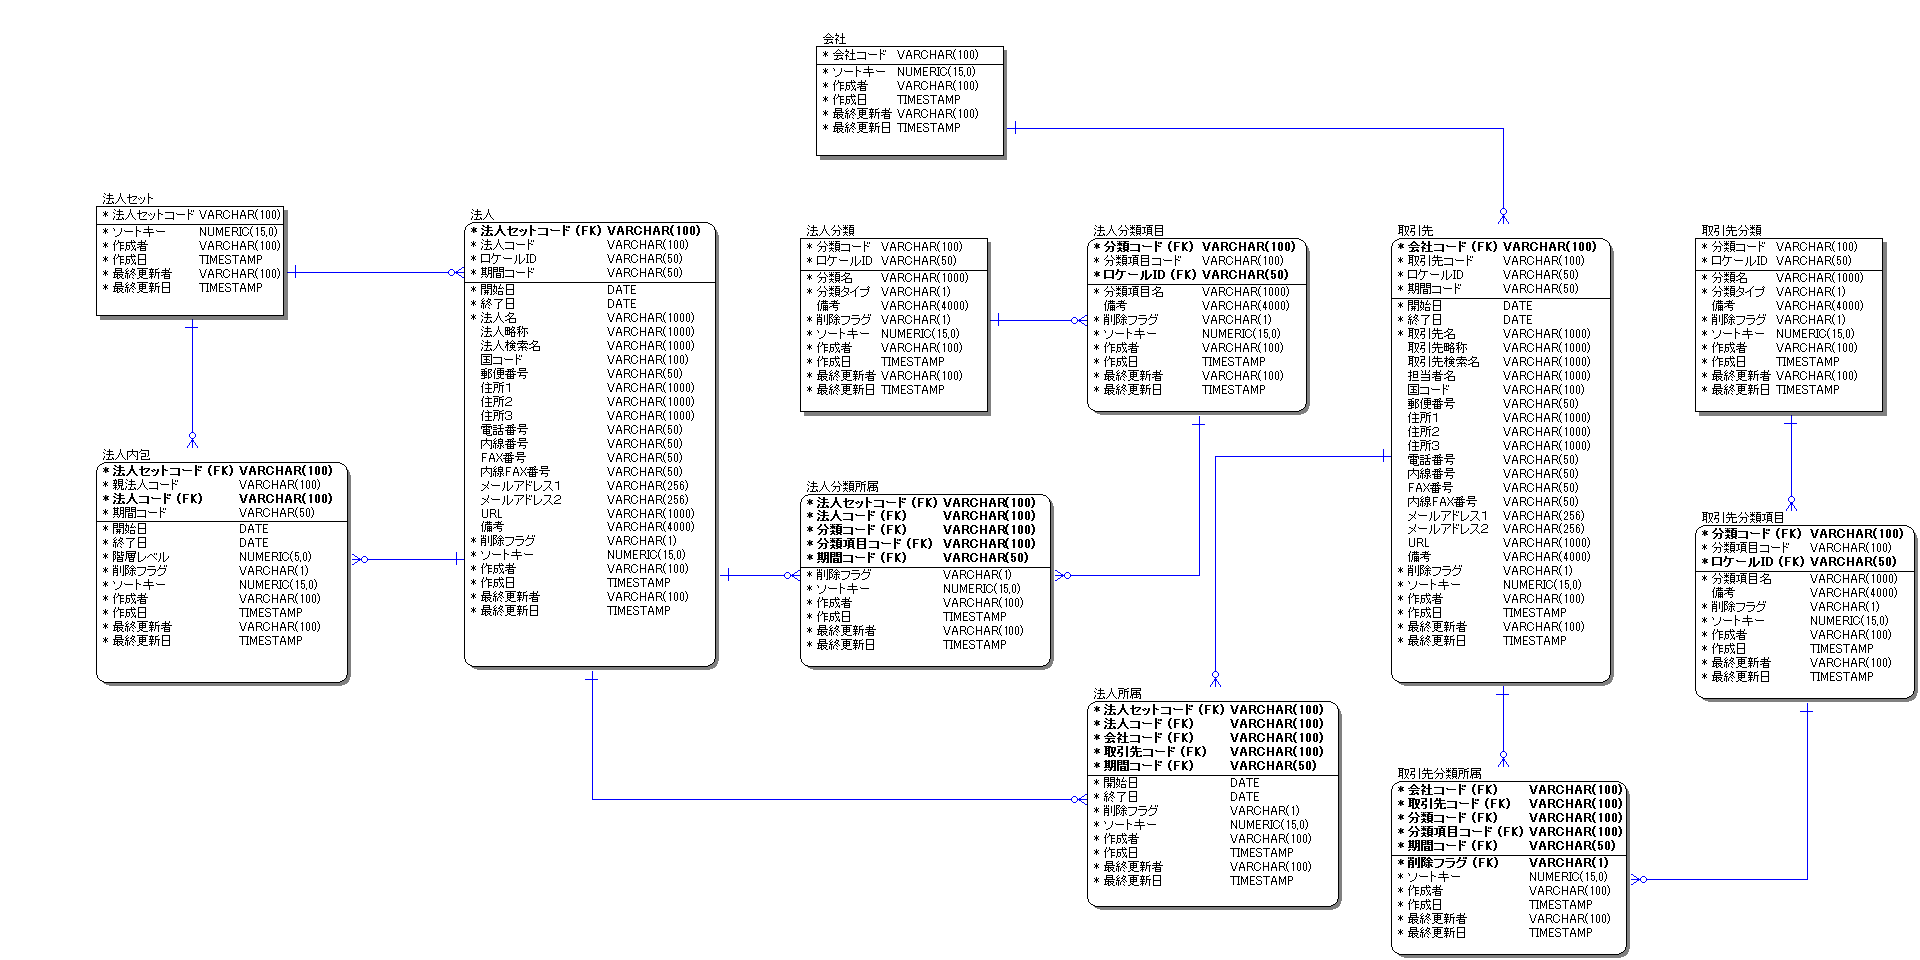 会社
* 会社コード VARCHAR(100)
* ソートキー NUMERIC(15,0)
* 作成者 VARCHAR(100)
* 作成日 TIMESTAMP
* 最終更新者 VARCHAR(100)
* 最終更新日 TIMESTAMP
法人セット
* 法人セットコード VARCHAR(100)
* ソートキー NUMERIC(15,0)
* 作成者 VARCHAR(100)
* 作成日 TIMESTAMP
* 最終更新者 VARCHAR(100)
* 最終更新日 TIMESTAMP
法人
* 法人セットコード (FK) VARCHAR(100)
* 法人コード VARCHAR(100)
* ロケールID VARCHAR(50)
* 期間コード VARCHAR(50)
* 開始日 DATE
* 終了日 DATE
* 法人名 VARCHAR(1000)
法人略称 VARCHAR(1000)
法人検索名 VARCHAR(1000)
国コード VARCHAR(100)
郵便番号 VARCHAR(50)
住所1 VARCHAR(1000)
住所2 VARCHAR(1000)
住所3 VARCHAR(1000)
電話番号 VARCHAR(50)
内線番号 VARCHAR(50)
FAX番号 VARCHAR(50)
内線FAX番号 VARCHAR(50)
メールアドレス1 VARCHAR(256)
メールアドレス2 VARCHAR(256)
URL VARCHAR(1000)
備考 VARCHAR(4000)
* 削除フラグ VARCHAR(1)
* ソートキー NUMERIC(15,0)
* 作成者 VARCHAR(100)
* 作成日 TIMESTAMP
* 最終更新者 VARCHAR(100)
* 最終更新日 TIMESTAMP
法人分類
* 分類コード VARCHAR(100)
* ロケールID VARCHAR(50)
* 分類名 VARCHAR(1000)
* 分類タイプ VARCHAR(1)
備考 VARCHAR(4000)
* 削除フラグ VARCHAR(1)
* ソートキー NUMERIC(15,0)
* 作成者 VARCHAR(100)
* 作成日 TIMESTAMP
* 最終更新者 VARCHAR(100)
* 最終更新日 TIMESTAMP
法人分類項目
* 分類コード (FK) VARCHAR(100)
* 分類項目コード VARCHAR(100)
* ロケールID (FK) VARCHAR(50)
* 分類項目名 VARCHAR(1000)
備考 VARCHAR(4000)
* 削除フラグ VARCHAR(1)
* ソートキー NUMERIC(15,0)
* 作成者 VARCHAR(100)
* 作成日 TIMESTAMP
* 最終更新者 VARCHAR(100)
* 最終更新日 TIMESTAMP
取引先
* 会社コード (FK) VARCHAR(100)
* 取引先コード VARCHAR(100)
* ロケールID VARCHAR(50)
* 期間コード VARCHAR(50)
* 開始日 DATE
* 終了日 DATE
* 取引先名 VARCHAR(1000)
取引先略称 VARCHAR(1000)
取引先検索名 VARCHAR(1000)
担当者名 VARCHAR(1000)
国コード VARCHAR(100)
郵便番号 VARCHAR(50)
住所1 VARCHAR(1000)
住所2 VARCHAR(1000)
住所3 VARCHAR(1000)
電話番号 VARCHAR(50)
内線番号 VARCHAR(50)
FAX番号 VARCHAR(50)
内線FAX番号 VARCHAR(50)
メールアドレス1 VARCHAR(256)
メールアドレス2 VARCHAR(256)
URL VARCHAR(1000)
備考 VARCHAR(4000)
* 削除フラグ VARCHAR(1)
* ソートキー NUMERIC(15,0)
* 作成者 VARCHAR(100)
* 作成日 TIMESTAMP
* 最終更新者 VARCHAR(100)
* 最終更新日 TIMESTAMP
取引先分類
* 分類コード VARCHAR(100)
* ロケールID VARCHAR(50)
* 分類名 VARCHAR(1000)
* 分類タイプ VARCHAR(1)
備考 VARCHAR(4000)
* 削除フラグ VARCHAR(1)
* ソートキー NUMERIC(15,0)
* 作成者 VARCHAR(100)
* 作成日 TIMESTAMP
* 最終更新者 VARCHAR(100)
* 最終更新日 TIMESTAMP
法人内包
* 法人セットコード (FK) VARCHAR(100)
* 親法人コード VARCHAR(100)
* 法人コード (FK) VARCHAR(100)
* 期間コード VARCHAR(50)
* 開始日 DATE
* 終了日 DATE
* 階層レベル NUMERIC(5,0)
* 削除フラグ VARCHAR(1)
* ソートキー NUMERIC(15,0)
* 作成者 VARCHAR(100)
* 作成日 TIMESTAMP
* 最終更新者 VARCHAR(100)
* 最終更新日 TIMESTAMP
法人分類所属
* 法人セットコード (FK) VARCHAR(100)
* 法人コード (FK) VARCHAR(100)
* 分類コード (FK) VARCHAR(100)
* 分類項目コード (FK) VARCHAR(100)
* 期間コード (FK) VARCHAR(50)
* 削除フラグ VARCHAR(1)
* ソートキー NUMERIC(15,0)
* 作成者 VARCHAR(100)
* 作成日 TIMESTAMP
* 最終更新者 VARCHAR(100)
* 最終更新日 TIMESTAMP
取引先分類項目
* 分類コード (FK) VARCHAR(100)
* 分類項目コード VARCHAR(100)
* ロケールID (FK) VARCHAR(50)
* 分類項目名 VARCHAR(1000)
備考 VARCHAR(4000)
* 削除フラグ VARCHAR(1)
* ソートキー NUMERIC(15,0)
* 作成者 VARCHAR(100)
* 作成日 TIMESTAMP
* 最終更新者 VARCHAR(100)
* 最終更新日 TIMESTAMP
法人所属
* 法人セットコード (FK) VARCHAR(100)
* 法人コード (FK) VARCHAR(100)
* 会社コード (FK) VARCHAR(100)
* 取引先コード (FK) VARCHAR(100)
* 期間コード (FK) VARCHAR(50)
* 開始日 DATE
* 終了日 DATE
* 削除フラグ VARCHAR(1)
* ソートキー NUMERIC(15,0)
* 作成者 VARCHAR(100)
* 作成日 TIMESTAMP
* 最終更新者 VARCHAR(100)
* 最終更新日 TIMESTAMP
取引先分類所属
* 会社コード (FK) VARCHAR(100)
* 取引先コード (FK) VARCHAR(100)
* 分類コード (FK) VARCHAR(100)
* 分類項目コード (FK) VARCHAR(100)
* 期間コード (FK) VARCHAR(50)
* 削除フラグ (FK) VARCHAR(1)
* ソートキー NUMERIC(15,0)
* 作成者 VARCHAR(100)
* 作成日 TIMESTAMP
* 最終更新者 VARCHAR(100)
* 最終更新日 TIMESTAMP